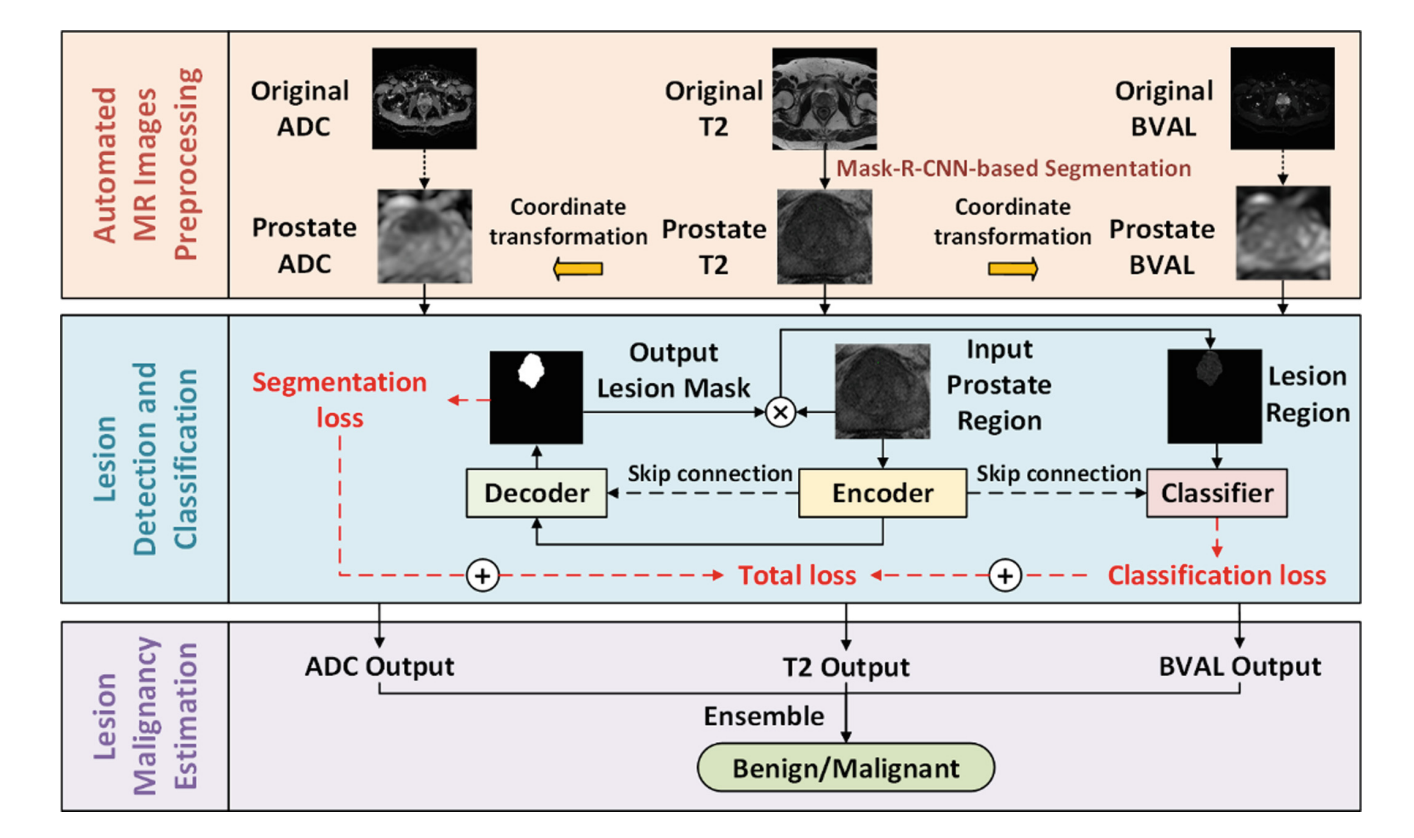 Automated
MR Images
Preprocessing
Original
ADC
Original
T2
Original
BVAL
Mask-R-CNN-based Segmentation
Prostate
ADC
Coordinate
transformation
Prostate
T2
Coordinate
transformation
Prostate
BVAL
Lesion
Detection and
Classification
Segmentation
loss
Output
Lesion Mask
Input
Prostate
Region
Lesion
Region
Decoder
Skip connection
Encoder
Skip connection
Classifier
Total loss
Classification loss
Lesion
Malignancy
Estimation
ADC Output
T2 Output
BVAL Output
Ensemble
Benign/Malignant